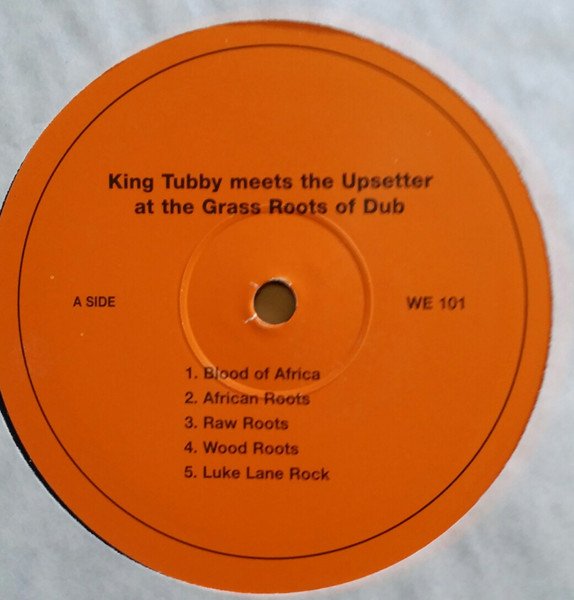 King Tubby meets the Upsetter
at the Grass Roots of Dub
A SIDE
WE 101
1. Blood of Africa
2. African Roots
3. Raw Roots
4. Wood Roots
5. Luke Lane Rock